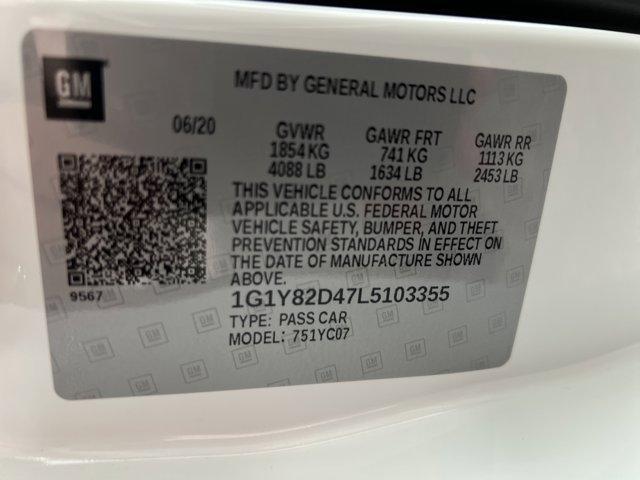 GM
MFD BY GENERAL MOTORS LLC
06/20
GVWR GAWR FRT GAWR RR
1854 KG 741 KG 1113 KG
4088 LB 1634 LB 2453 LB
THIS VEHICLE CONFORMS TO ALL
APPLICABLE U.S. FEDERAL MOTOR
VEHICLE SAFETY, BUMPER, AND THEFT
PREVENTION STANDARDS IN EFFECT ON
THE DATE OF MANUFACTURE SHOWN
ABOVE.
9567
1G1Y82D47L5103355
TYPE: PASS CAR
MODEL: 751YC07